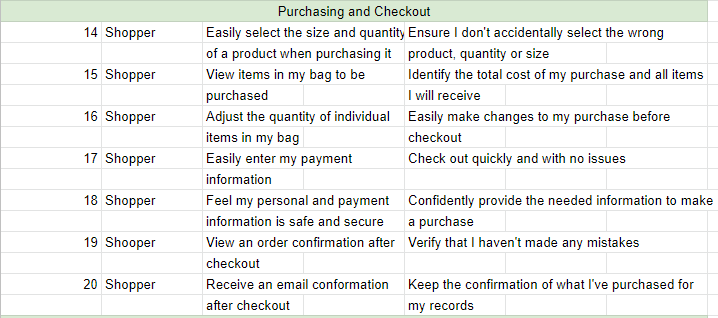 Purchasing and Checkout
14 Shopper Easily select the size and quantity Ensure I don't accidentally select the wrong
of a product when purchasing it product, quantity or size
15 Shopper View items in my bag to be Identify the total cost of my purchase and all items
purchased I will receive
16 Shopper Adjust the quantity of individual Easily make changes to my purchase before
items in my bag checkout
17 Shopper Easily enter my payment Check out quickly and with no issues
information
18 Shopper Feel my personal and payment Confidently provide the needed information to make
information is safe and secure a purchase
19 Shooper View an order confirmation after Verify that I haven't made any mistakes
checkout
20 Shopper Receive an email conformation Keep the confirmation of what I've purchased for
after checkout my records